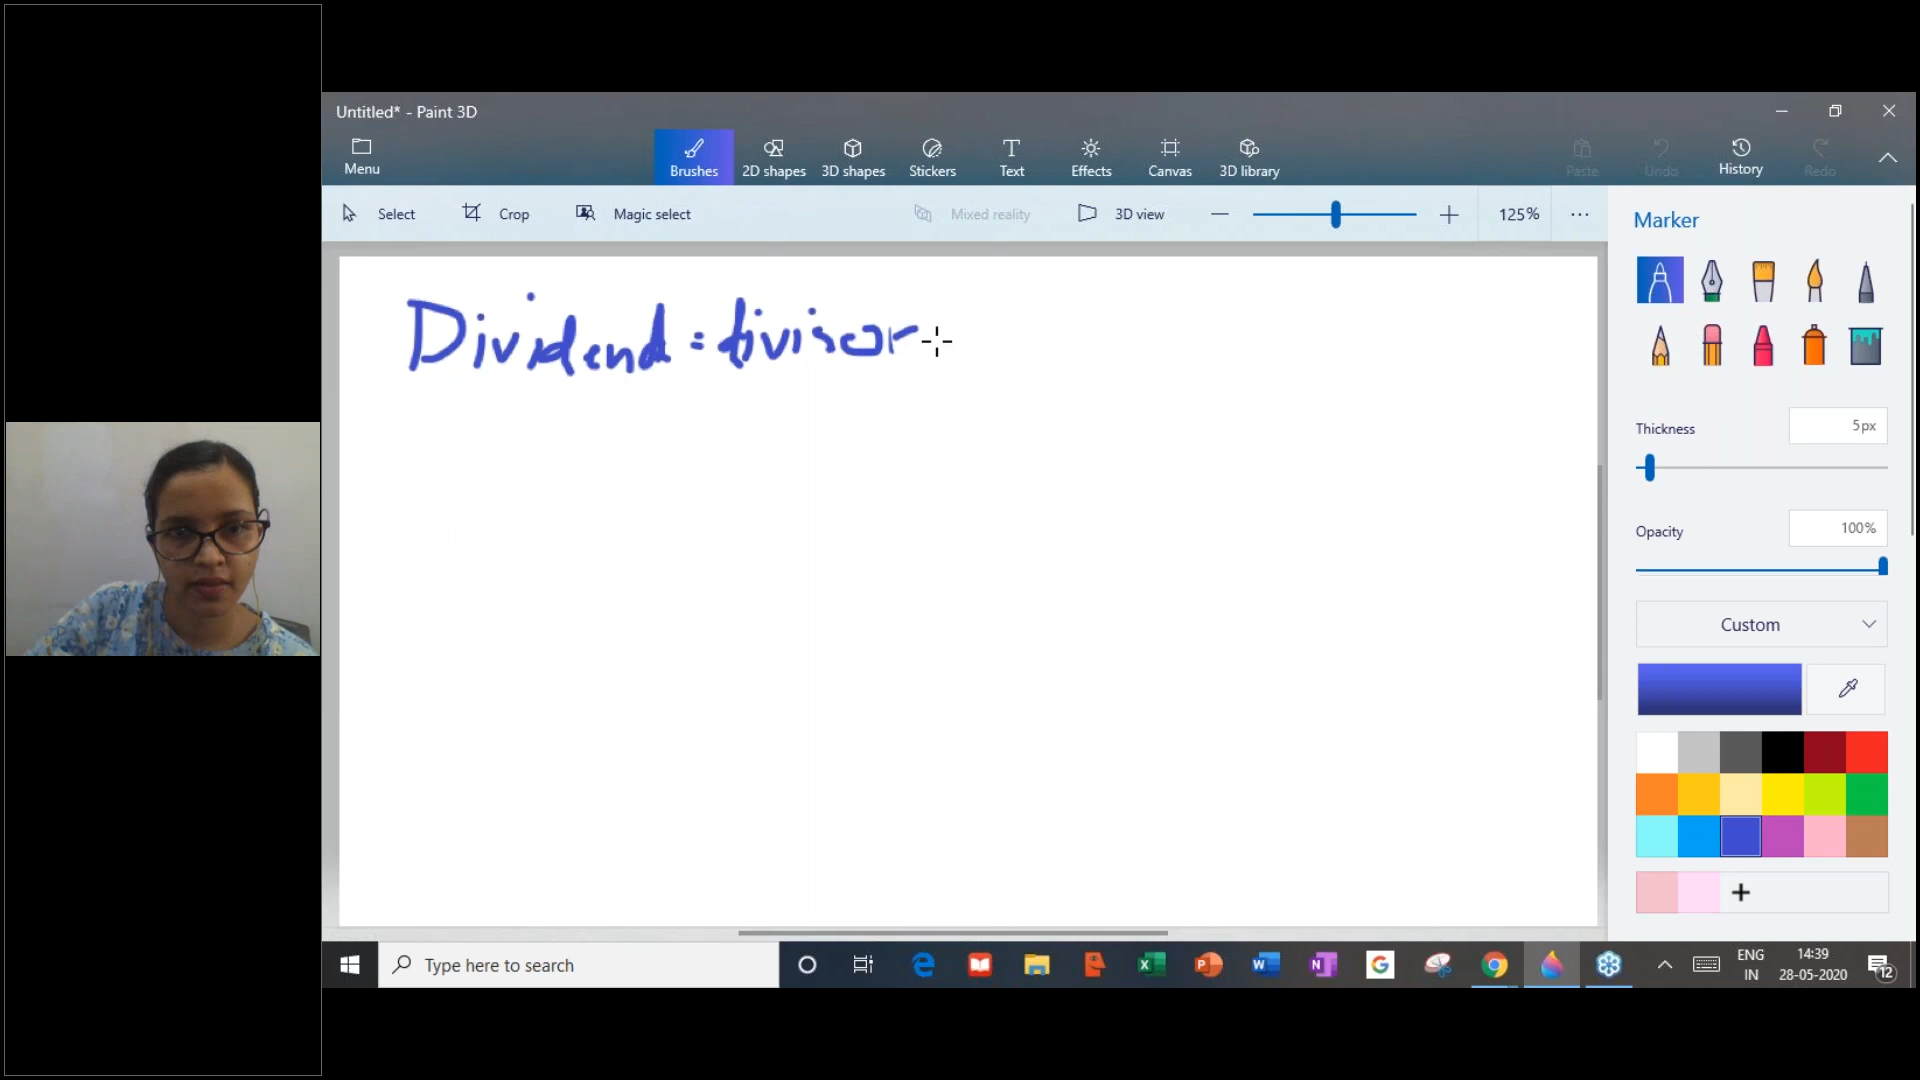 Untitled* - Paint 3D
Menu
Brushes
2D shapes
3D shapes
Stickers
Text
Effects
Canvas
3D library
Paste
Undo
History
Redo
Select
Crop
Magic select
Mixed reality
3D view
125%
Marker
Dividend = divisor
Thickness
5px
Opacity
100%
Custom
Type here to search
ENG
IN
14:39
28-05-2020
12